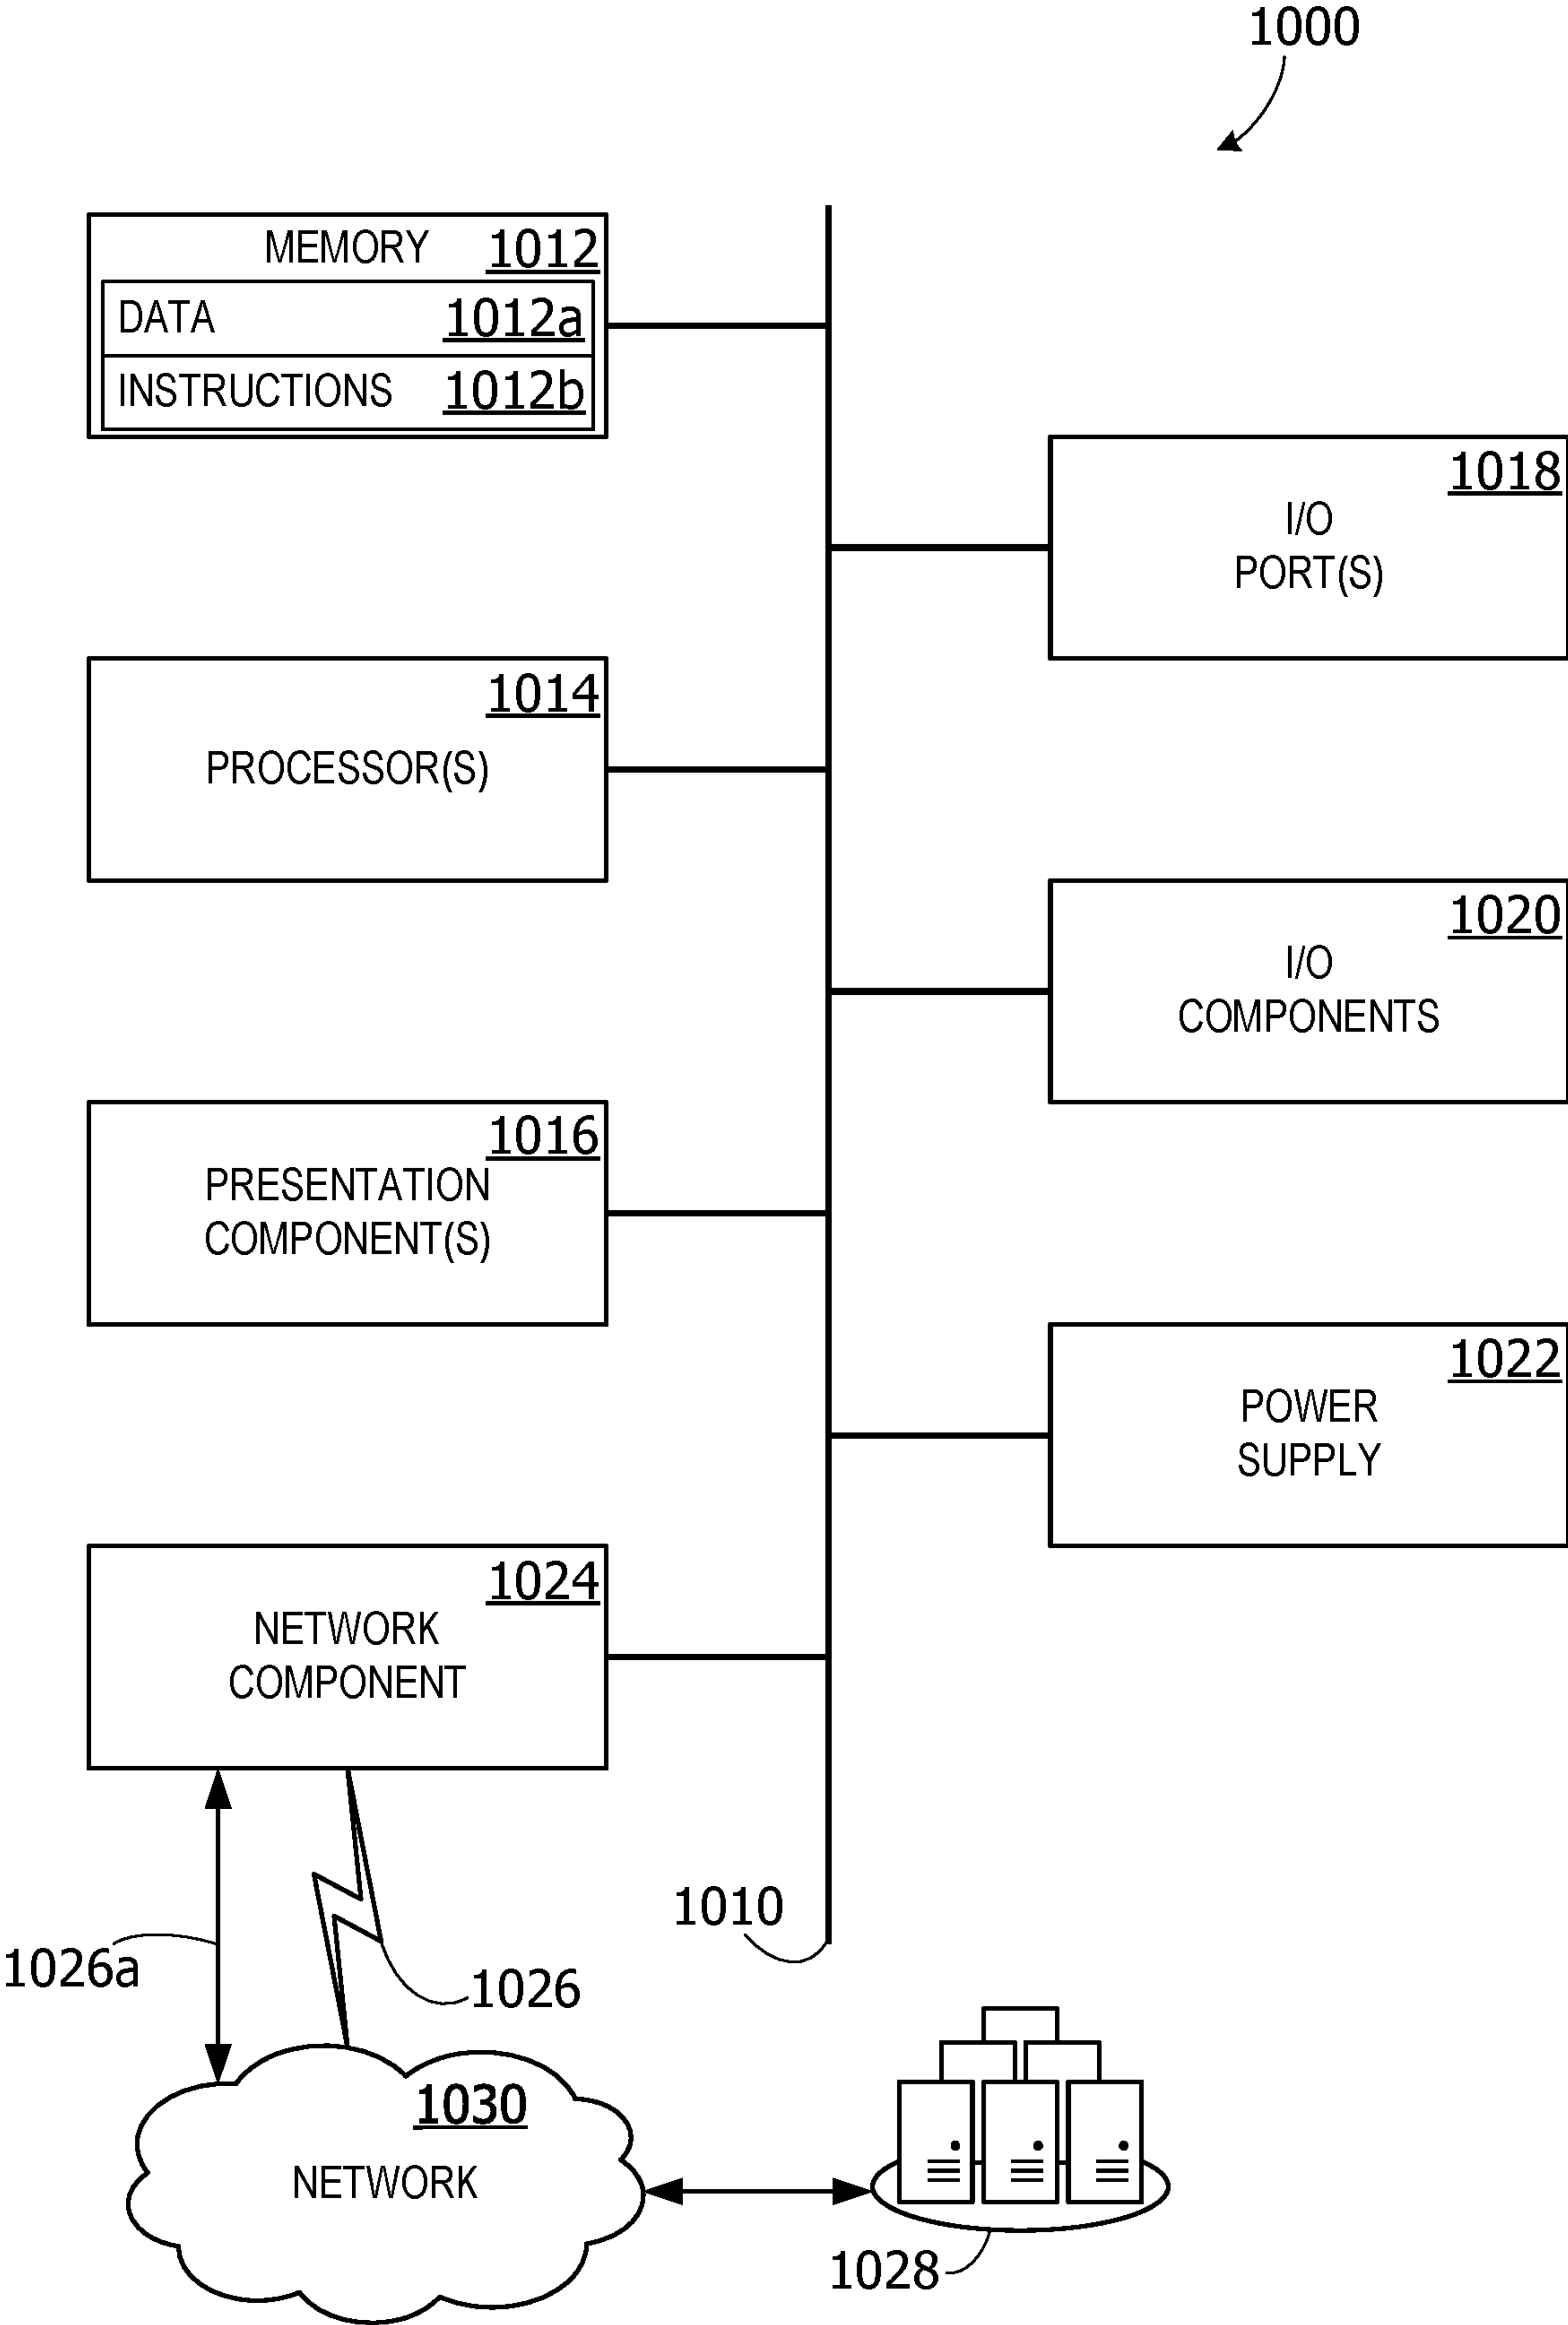 1000
MEMORY 1012
DATA 1012a
INSTRUCTIONS 1012b
1018
I/O
PORT(S)
1014
PROCESSOR(S)
1020
I/O
COMPONENTS
1016
PRESENTATION
COMPONENT(S)
1022
POWER
SUPPLY
1024
NETWORK
COMPONENT
1010
1026a
1026
1030
NETWORK
1028